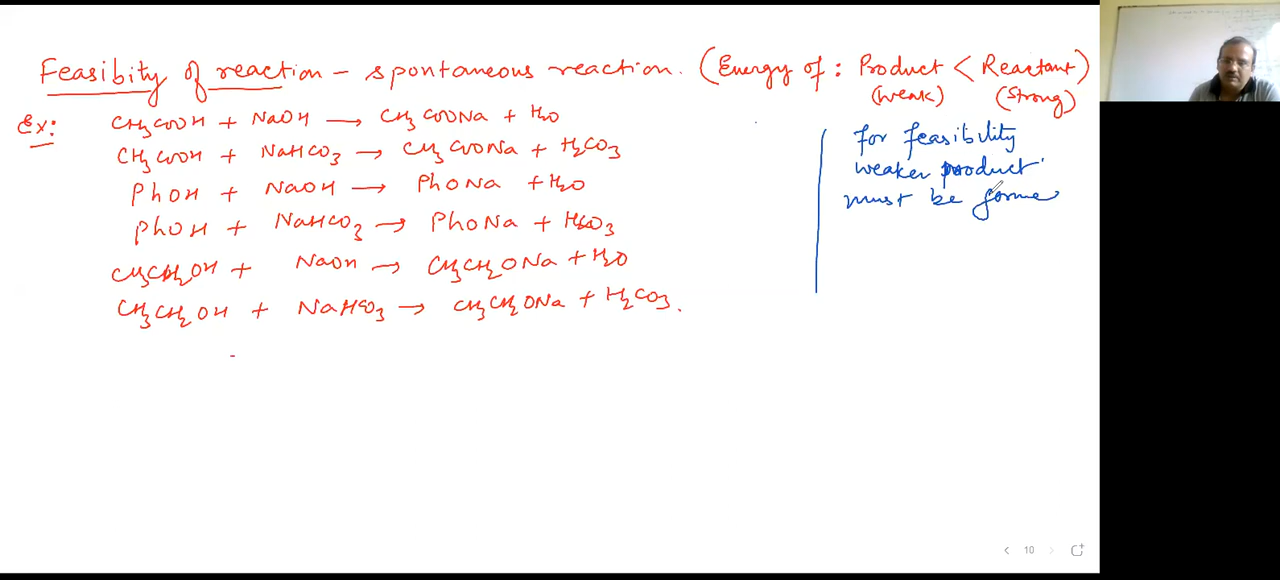 Feasibity of reaction - spontaneous reaction. (Energy of : Product < Reactant)
(weak) (Strong)
Ex: CH3COOH + NaOH → CH3COONa + H2O
CH3COOH + NaHCO3 → CH3COONa + H2CO3
PhOH + NaOH → PhONa + H2O
PhOH + NaHCO3 → PhONa + H2CO3
CH3CH2OH + NaOH → CH3CH2ONa + H2O
CH3CH2OH + NaHCO3 → CH3CH2ONa + H2CO3.
for feasibility
weaker product
must be forme
10